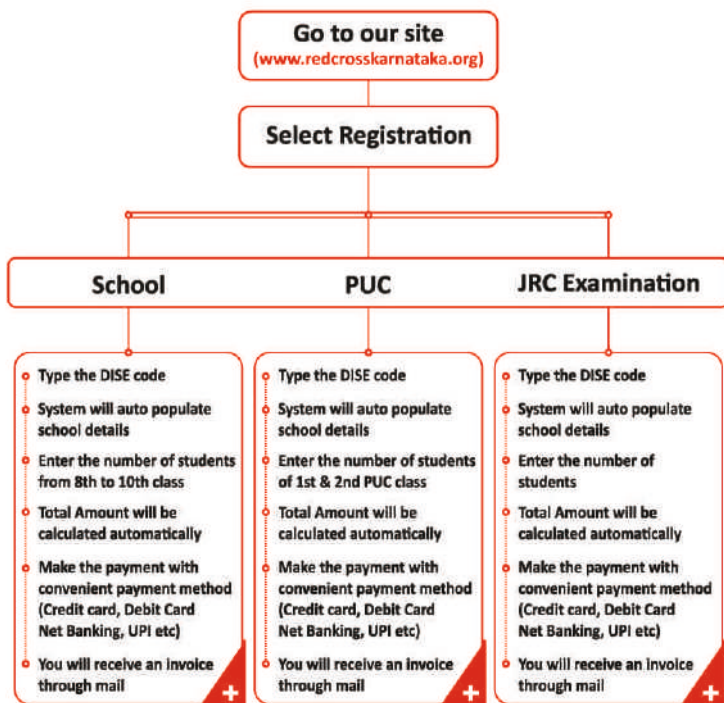 Go to our site
(www.redcrosskarnataka.org)
Select Registration
School
PUC
JRC Examination
Type the DISE code
System will auto populate
school details
Enter the number of students
from 8th to 10th class
Total Amount will be
calculated automatically
Make the payment with
convenient payment method
(Credit card, Debit Card
Net Banking, UPI etc)
You will receive an invoice
through mail
Type the DISE code
System will auto populate
school details
Enter the number of students
of 1st & 2nd PUC class
Total Amount will be
calculated automatically
Make the payment with
convenient payment method
(Credit card, Debit Card
Net Banking, UPI etc)
You will receive an invoice
through mail
Type the DISE code
System will auto populate
school details
Enter the number of
students
Total Amount will be
calculated automatically
Make the payment with
convenient payment method
(Credit card, Debit Card
Net Banking, UPI etc)
You will receive an invoice
through mail